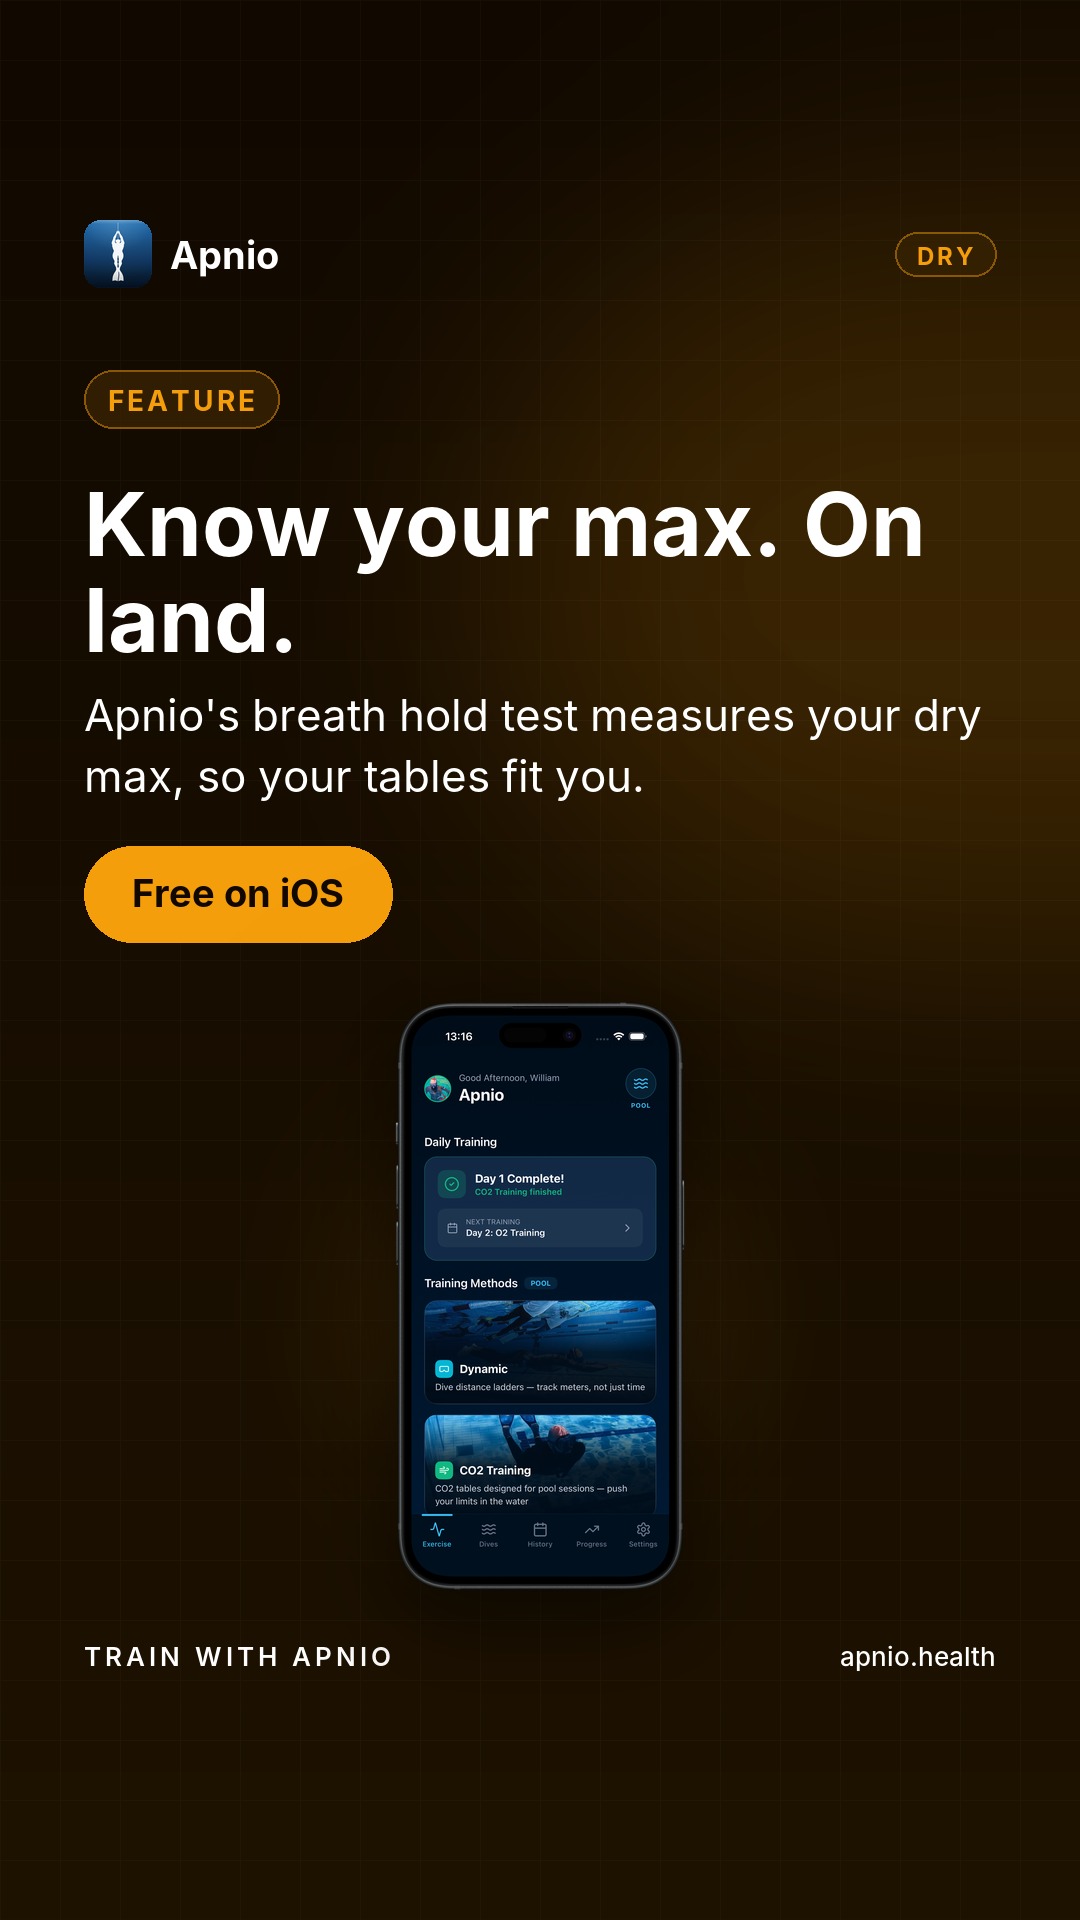 Apnio
DRY
FEATURE
Know your max. On
land.
Apnio's breath hold test measures your dry
max, so your tables fit you.
Free on iOS
13:16
Good Afternoon, William
Apnio
POOL
Daily Training
Day 1 Complete!
CO2 Training finished
NEXT TRAINING
Day 2: O2 Training
Training Methods POOL
Dynamic
Dive distance ladders — track meters, not just time
CO2 Training
CO2 tables designed for pool sessions — push
your limits in the water
Exercise Dives History Progress Settings
TRAIN WITH APNIO
apnio.health